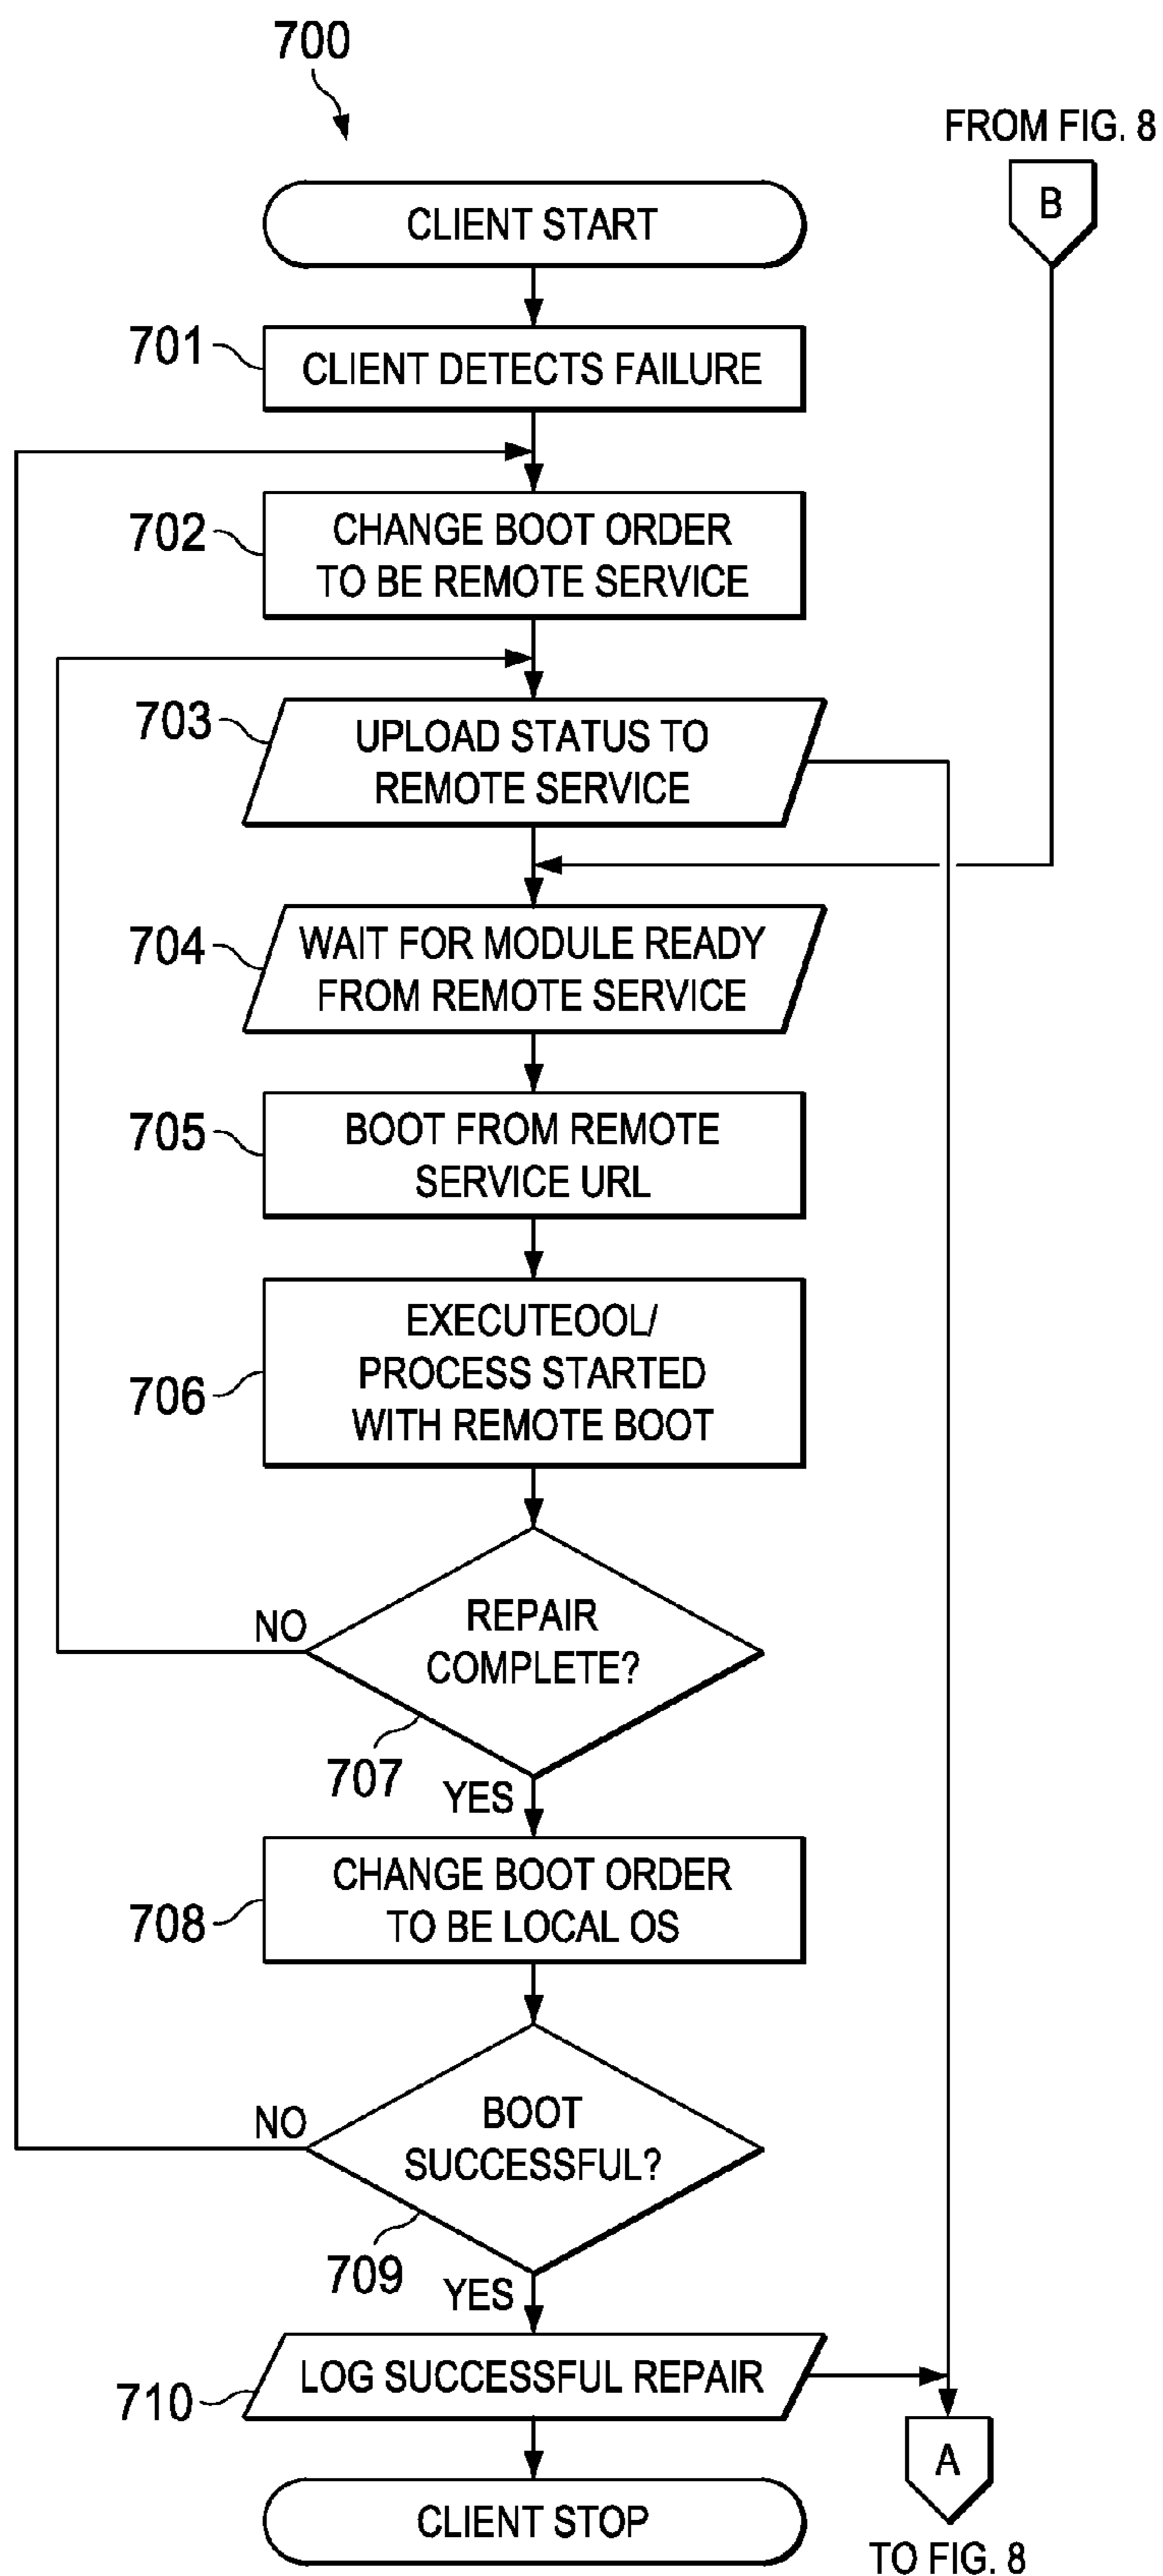 700
FROM FIG. 8
B
CLIENT START
701
CLIENT DETECTS FAILURE
702
CHANGE BOOT ORDER
TO BE REMOTE SERVICE
703
UPLOAD STATUS TO
REMOTE SERVICE
704
WAIT FOR MODULE READY
FROM REMOTE SERVICE
705
BOOT FROM REMOTE
SERVICE URL
706
EXECUTEOOL/
PROCESS STARTED
WITH REMOTE BOOT
NO
REPAIR
COMPLETE?
707
YES
708
CHANGE BOOT ORDER
TO BE LOCAL OS
NO
BOOT
SUCCESSFUL?
709
YES
710
LOG SUCCESSFUL REPAIR
A
CLIENT STOP
TO FIG. 8